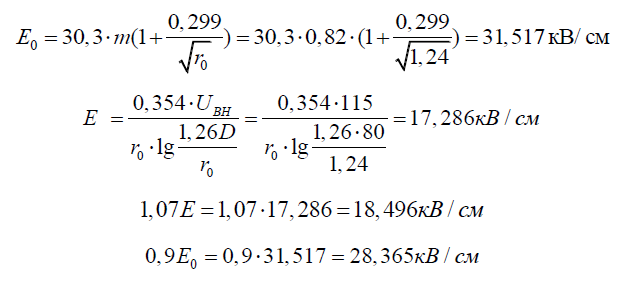 E₀ = 30,3·m(1+0,299/√r₀) = 30,3·0,82·(1+0,299/√1,24) = 31,517 кВ/ см
E = 0,354·U_ВН/(r₀·lg(1,26D/r₀)) = 0,354·115/(r₀·lg(1,26·80/1,24)) = 17,286кВ / см
1,07E = 1,07·17,286 = 18,496кВ / см
0,9E₀ = 0,9·31,517 = 28,365кВ / см